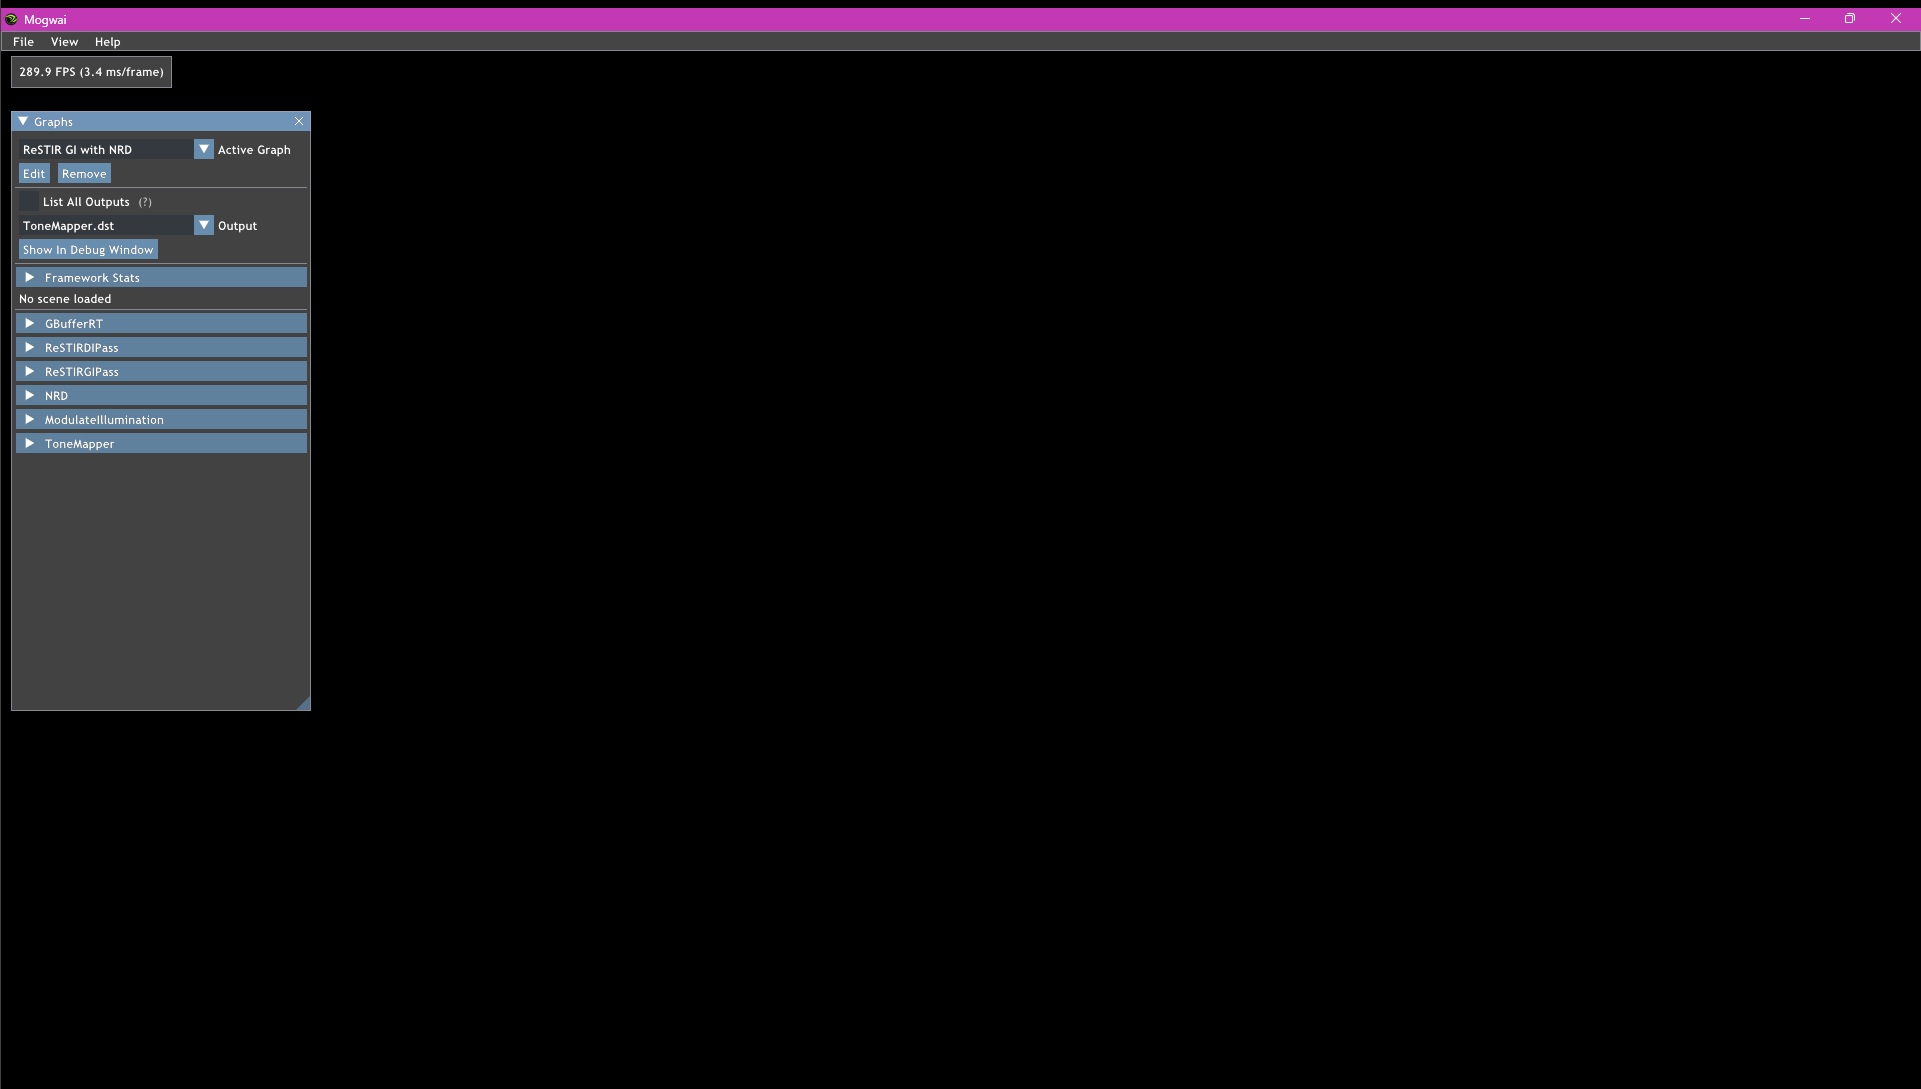 Mogwai
File View Help
289.9 FPS (3.4 ms/frame)
Graphs
ReSTIR GI with NRD Active Graph
Edit Remove
List All Outputs (?)
ToneMapper.dst Output
Show In Debug Window
Framework Stats
No scene loaded
GBufferRT
ReSTIRDIPass
ReSTIRGIPass
NRD
ModulateIllumination
ToneMapper